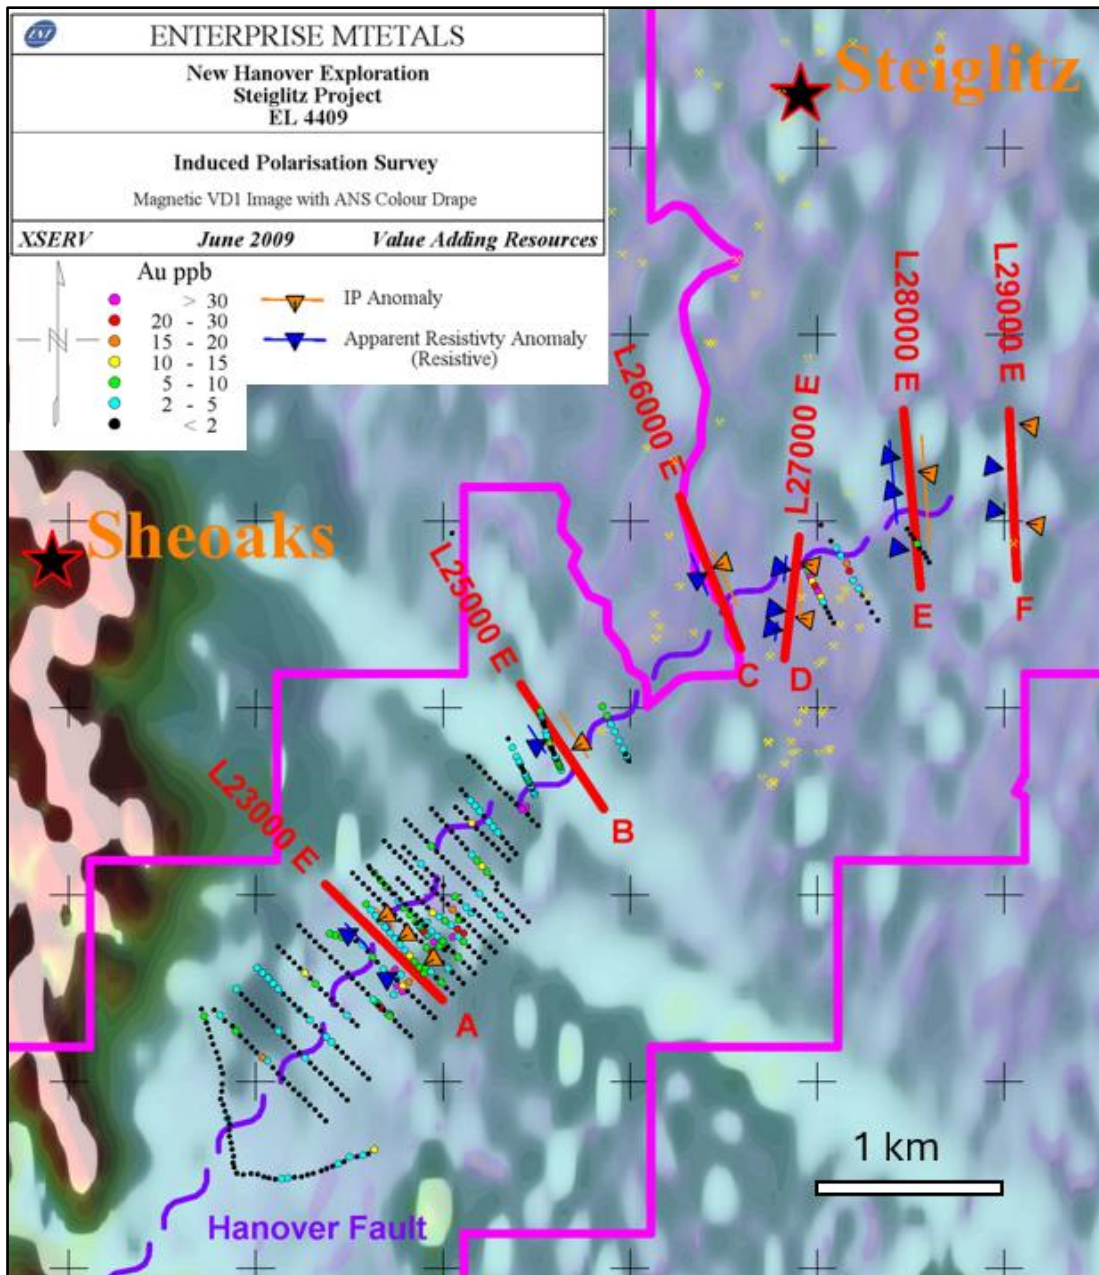 ENTERPRISE MTETALS
New Hanover Exploration
Steiglitz Project
EL 4409
Induced Polarisation Survey
Magnetic VD1 Image with ANS Colour Drape
XSERV June 2009 Value Adding Resources
N
Au ppb
> 30
20 - 30
15 - 20
10 - 15
5 - 10
2 - 5
< 2
IP Anomaly
Apparent Resistivty Anomaly
(Resistive)
Steiglitz
Sheoaks
L23000 E
L25000 E
L26000 E
L27000 E
L28000 E
L29000 E
A
B
C
D
E
F
Hanover Fault
1 km